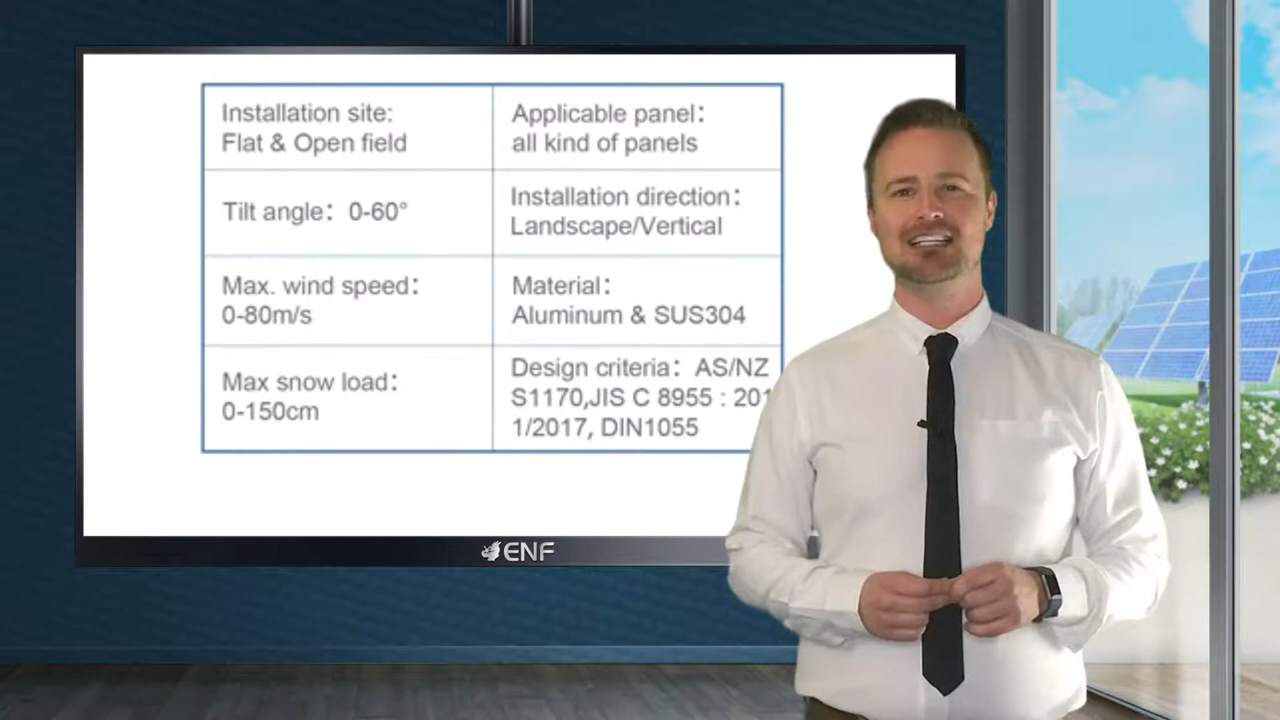 Installation site:
Flat & Open field
Applicable panel：
all kind of panels
Tilt angle：0-60°
Installation direction：
Landscape/Vertical
Max. wind speed：
0-80m/s
Material：
Aluminum & SUS304
Max snow load：
0-150cm
Design criteria：AS/NZ
S1170,JIS C 8955 : 201
1/2017, DIN1055
ENF